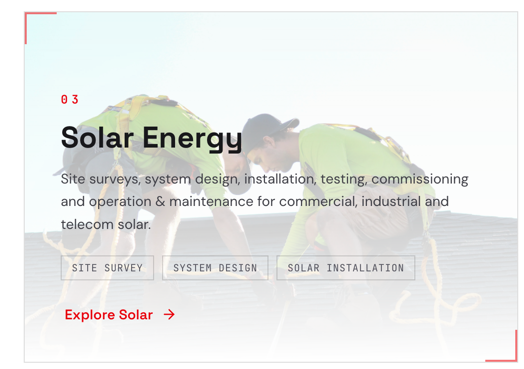 03
Solar Energy
Site surveys, system design, installation, testing, commissioning
and operation & maintenance for commercial, industrial and
telecom solar.
SITE SURVEY
SYSTEM DESIGN
SOLAR INSTALLATION
Explore Solar →